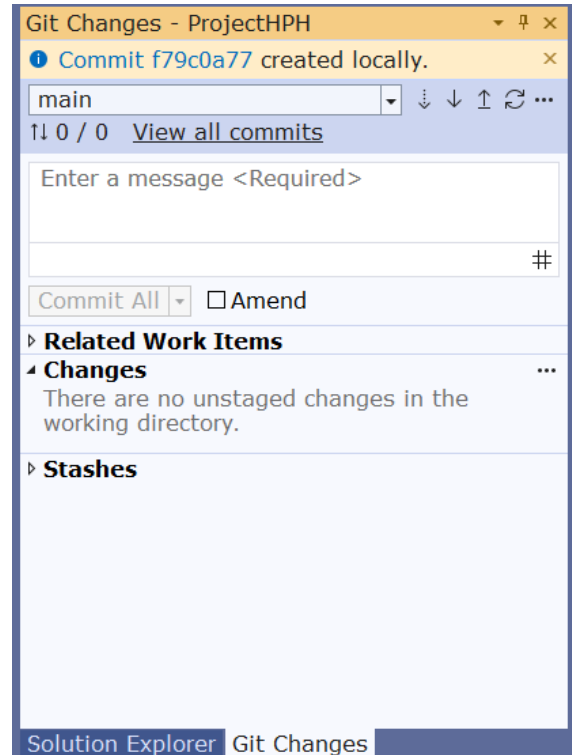 Git Changes - ProjectHPH
Commit f79c0a77 created locally.
main
0 / 0 View all commits
Enter a message <Required>
#
Commit All Amend
Related Work Items
Changes
There are no unstaged changes in the
working directory.
Stashes
Solution Explorer Git Changes